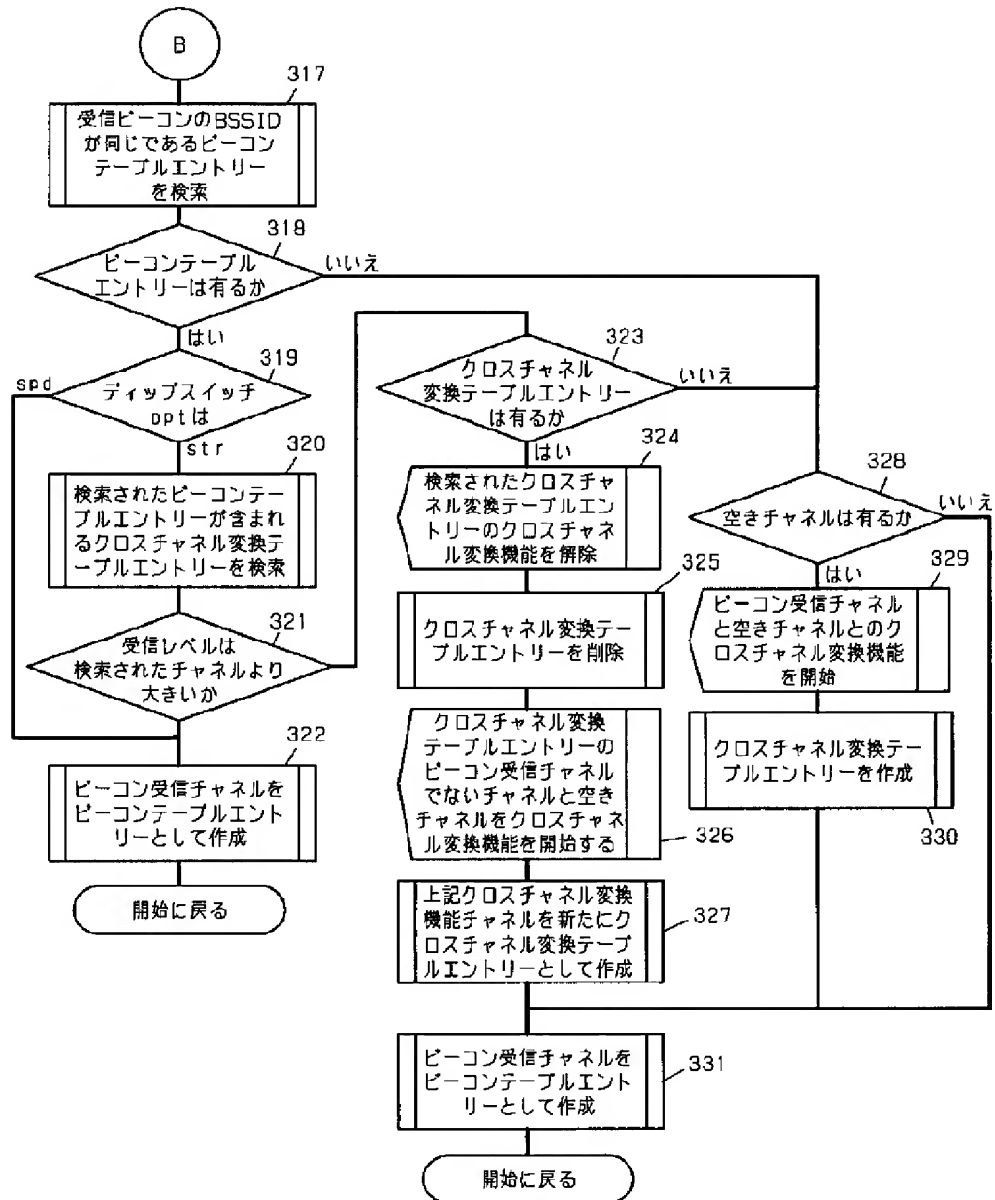 B
317
受信ビーコンのBSSID
が同じであるビーコン
テーブルエントリー
を検索
318
ビーコンテーブル
エントリーは有るか
いいえ
はい
319
spd
ディップスイッチ
optは
str
320
検索されたビーコンテー
ブルエントリーが含まれ
るクロスチャネル変換テ
ーブルエントリーを検索
321
受信レベルは
検索されたチャネルより
大きいか
322
ビーコン受信チャネルを
ビーコンテーブルエント
リーとして作成
開始に戻る
323
クロスチャネル
変換テーブルエントリー
は有るか
いいえ
はい
324
検索されたクロスチャ
ネル変換テーブルエン
トリーのクロスチャネ
ル変換機能を解除
325
クロスチャネル変換テー
ブルエントリーを削除
クロスチャネル変換
テーブルエントリーの
ビーコン受信チャネル
でないチャネルと空き
チャネルをクロスチャネ
ル変換機能を開始する
326
上記クロスチャネル変換
機能チャネルを新たにク
ロスチャネル変換テーブ
ルエントリーとして作成
327
328
空きチャネルは有るか
いいえ
はい
329
ビーコン受信チャネル
と空きチャネルとのク
ロスチャネル変換機能
を開始
クロスチャネル変換テー
ブルエントリーを作成
330
ビーコン受信チャネルを
ビーコンテーブルエント
リーとして作成
331
開始に戻る